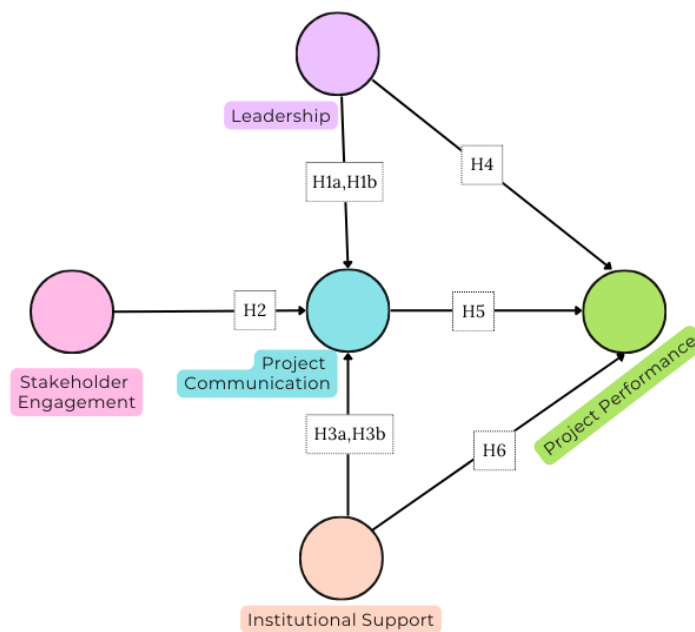 Leadership
H4
H1a,H1b
H2
H5
Project
Communication
Stakeholder
Engagement
Project Performance
H3a,H3b
H6
Institutional Support